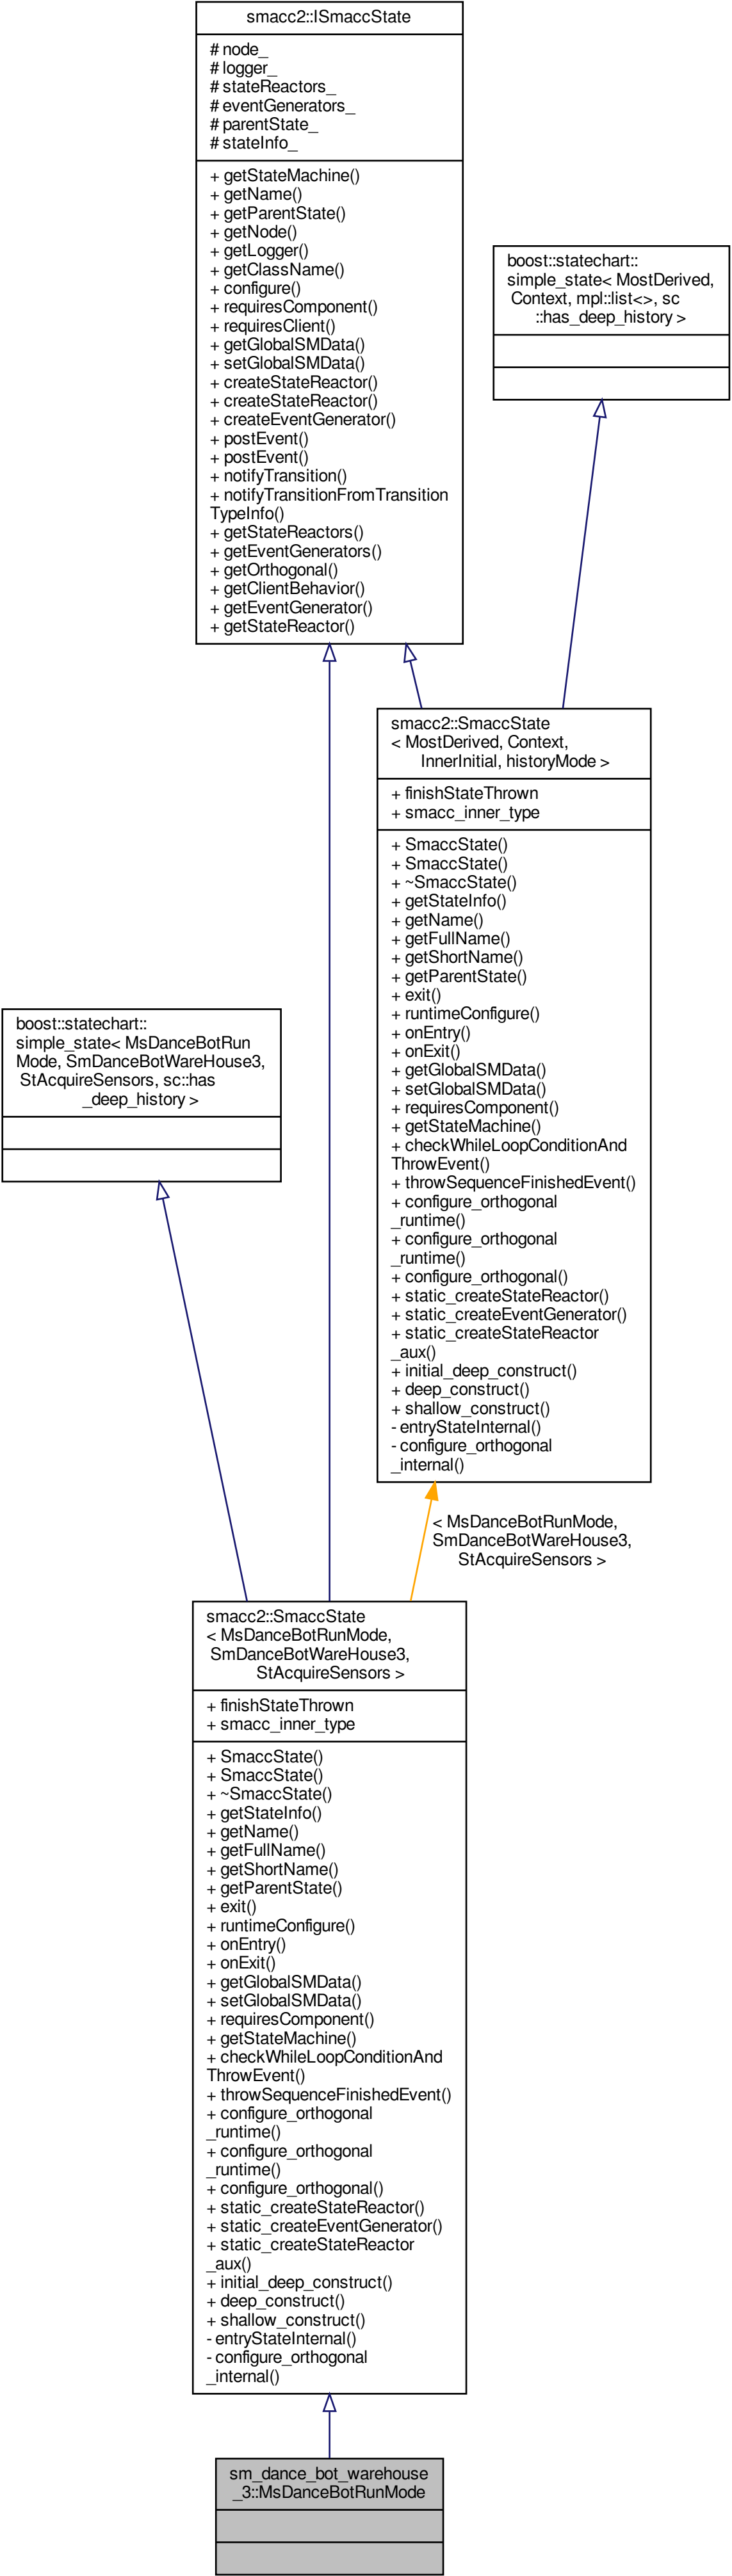 smacc2::ISmaccState
# node_
# logger_
# stateReactors_
# eventGenerators_
# parentState_
# stateInfo_
+ getStateMachine()
+ getName()
+ getParentState()
+ getNode()
+ getLogger()
+ getClassName()
+ configure()
+ requiresComponent()
+ requiresClient()
+ getGlobalSMData()
+ setGlobalSMData()
+ createStateReactor()
+ createStateReactor()
+ createEventGenerator()
+ postEvent()
+ postEvent()
+ notifyTransition()
+ notifyTransitionFromTransition
TypeInfo()
+ getStateReactors()
+ getEventGenerators()
+ getOrthogonal()
+ getClientBehavior()
+ getEventGenerator()
+ getStateReactor()
boost::statechart::
simple_state< MostDerived,
Context, mpl::list<>, sc
::has_deep_history >
smacc2::SmaccState
< MostDerived, Context,
InnerInitial, historyMode >
+ finishStateThrown
+ smacc_inner_type
+ SmaccState()
+ SmaccState()
+ ~SmaccState()
+ getStateInfo()
+ getName()
+ getFullName()
+ getShortName()
+ getParentState()
+ exit()
+ runtimeConfigure()
+ onEntry()
+ onExit()
+ getGlobalSMData()
+ setGlobalSMData()
+ requiresComponent()
+ getStateMachine()
+ checkWhileLoopConditionAnd
ThrowEvent()
+ throwSequenceFinishedEvent()
+ configure_orthogonal
_runtime()
+ configure_orthogonal
_runtime()
+ configure_orthogonal()
+ static_createStateReactor()
+ static_createEventGenerator()
+ static_createStateReactor
_aux()
+ initial_deep_construct()
+ deep_construct()
+ shallow_construct()
- entryStateInternal()
- configure_orthogonal
_internal()
boost::statechart::
simple_state< MsDanceBotRun
Mode, SmDanceBotWareHouse3,
StAcquireSensors, sc::has
_deep_history >
< MsDanceBotRunMode,
SmDanceBotWareHouse3,
StAcquireSensors >
smacc2::SmaccState
< MsDanceBotRunMode,
SmDanceBotWareHouse3,
StAcquireSensors >
+ finishStateThrown
+ smacc_inner_type
+ SmaccState()
+ SmaccState()
+ ~SmaccState()
+ getStateInfo()
+ getName()
+ getFullName()
+ getShortName()
+ getParentState()
+ exit()
+ runtimeConfigure()
+ onEntry()
+ onExit()
+ getGlobalSMData()
+ setGlobalSMData()
+ requiresComponent()
+ getStateMachine()
+ checkWhileLoopConditionAnd
ThrowEvent()
+ throwSequenceFinishedEvent()
+ configure_orthogonal
_runtime()
+ configure_orthogonal
_runtime()
+ configure_orthogonal()
+ static_createStateReactor()
+ static_createEventGenerator()
+ static_createStateReactor
_aux()
+ initial_deep_construct()
+ deep_construct()
+ shallow_construct()
- entryStateInternal()
- configure_orthogonal
_internal()
sm_dance_bot_warehouse
_3::MsDanceBotRunMode